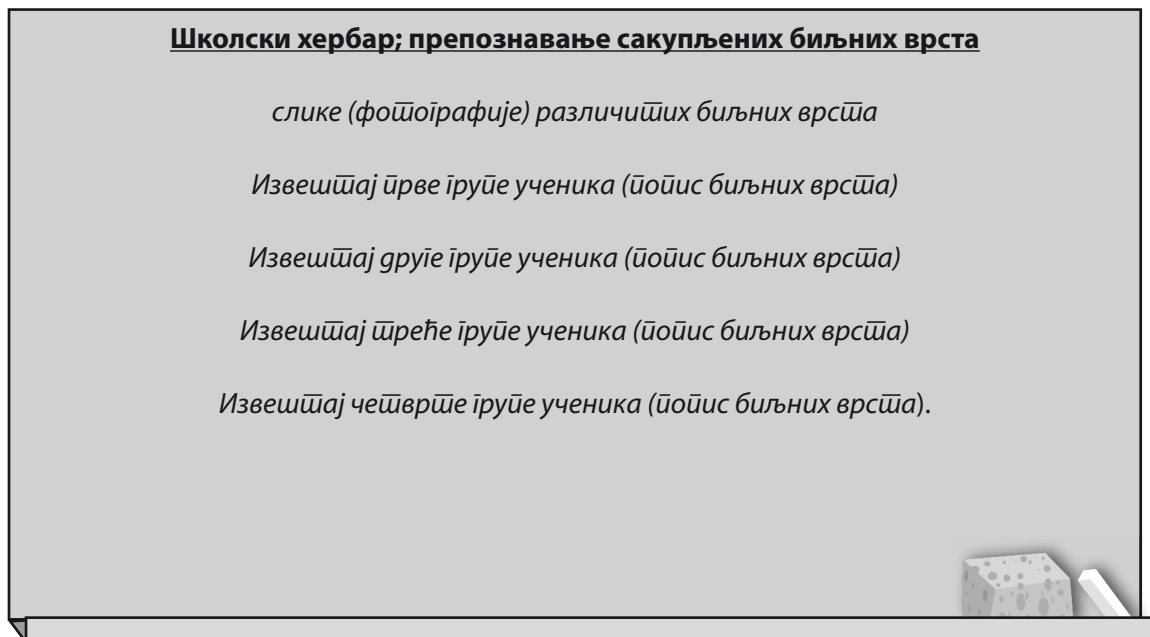 Школски хербар; препознавање сакупљених биљних врста
слике (фотографије) различитих биљних врста
Извештај прве групе ученика (попис биљних врста)
Извештај друге групе ученика (попис биљних врста)
Извештај треће групе ученика (попис биљних врста)
Извештај четврте групе ученика (попис биљних врста).